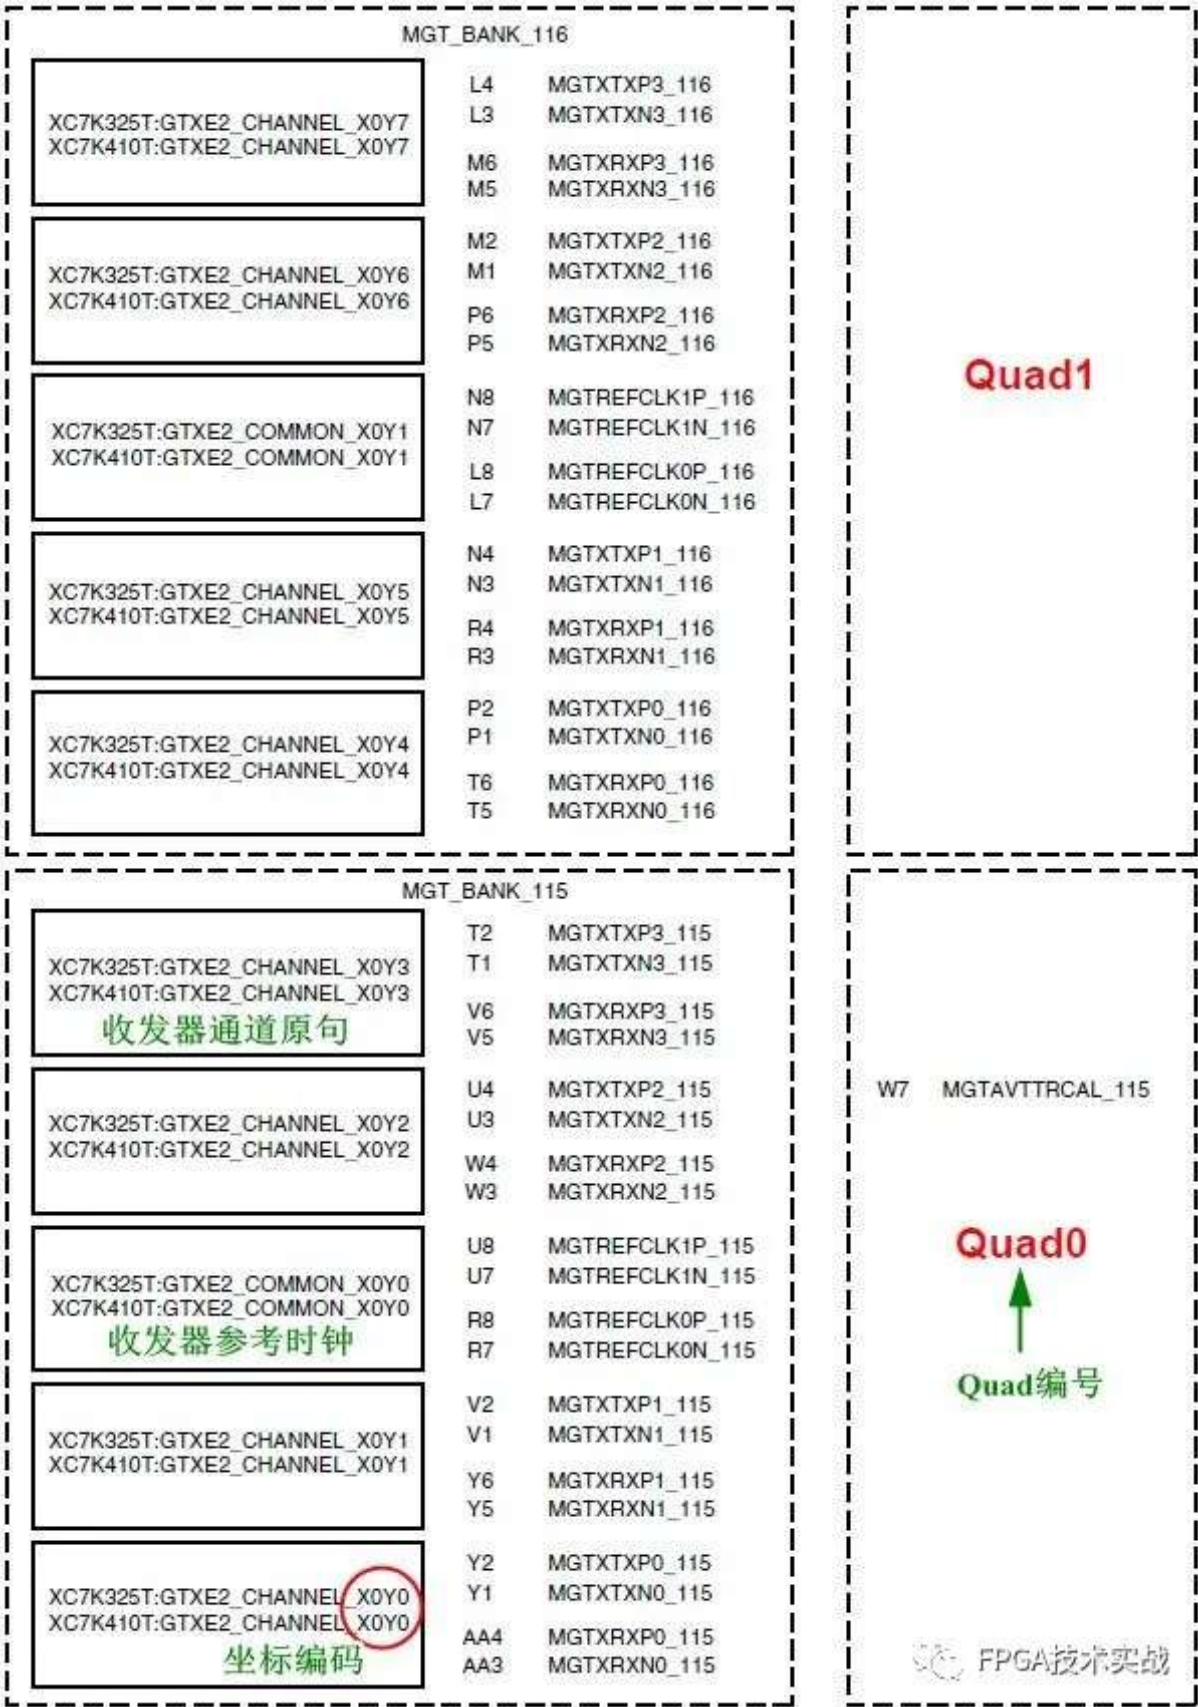 MGT_BANK_116
XC7K325T:GTXE2_CHANNEL_X0Y7
XC7K410T:GTXE2_CHANNEL_X0Y7
L4 MGTXTXP3_116
L3 MGTXTXN3_116
M6 MGTXRXP3_116
M5 MGTXRXN3_116
XC7K325T:GTXE2_CHANNEL_X0Y6
XC7K410T:GTXE2_CHANNEL_X0Y6
M2 MGTXTXP2_116
M1 MGTXTXN2_116
P6 MGTXRXP2_116
P5 MGTXRXN2_116
XC7K325T:GTXE2_COMMON_X0Y1
XC7K410T:GTXE2_COMMON_X0Y1
N8 MGTREFCLK1P_116
N7 MGTREFCLK1N_116
L8 MGTREFCLK0P_116
L7 MGTREFCLK0N_116
XC7K325T:GTXE2_CHANNEL_X0Y5
XC7K410T:GTXE2_CHANNEL_X0Y5
N4 MGTXTXP1_116
N3 MGTXTXN1_116
R4 MGTXRXP1_116
R3 MGTXRXN1_116
XC7K325T:GTXE2_CHANNEL_X0Y4
XC7K410T:GTXE2_CHANNEL_X0Y4
P2 MGTXTXP0_116
P1 MGTXTXN0_116
T6 MGTXRXP0_116
T5 MGTXRXN0_116
Quad1
MGT_BANK_115
XC7K325T:GTXE2_CHANNEL_X0Y3
XC7K410T:GTXE2_CHANNEL_X0Y3
收发器通道原句
T2 MGTXTXP3_115
T1 MGTXTXN3_115
V6 MGTXRXP3_115
V5 MGTXRXN3_115
XC7K325T:GTXE2_CHANNEL_X0Y2
XC7K410T:GTXE2_CHANNEL_X0Y2
U4 MGTXTXP2_115
U3 MGTXTXN2_115
W4 MGTXRXP2_115
W3 MGTXRXN2_115
XC7K325T:GTXE2_COMMON_X0Y0
XC7K410T:GTXE2_COMMON_X0Y0
收发器参考时钟
U8 MGTREFCLK1P_115
U7 MGTREFCLK1N_115
R8 MGTREFCLK0P_115
R7 MGTREFCLK0N_115
XC7K325T:GTXE2_CHANNEL_X0Y1
XC7K410T:GTXE2_CHANNEL_X0Y1
V2 MGTXTXP1_115
V1 MGTXTXN1_115
Y6 MGTXRXP1_115
Y5 MGTXRXN1_115
XC7K325T:GTXE2_CHANNEL_X0Y0
XC7K410T:GTXE2_CHANNEL_X0Y0
坐标编码
Y2 MGTXTXP0_115
Y1 MGTXTXN0_115
AA4 MGTXRXP0_115
AA3 MGTXRXN0_115
W7 MGTAVTTRCAL_115
Quad0
Quad编号
FPGA技术实战